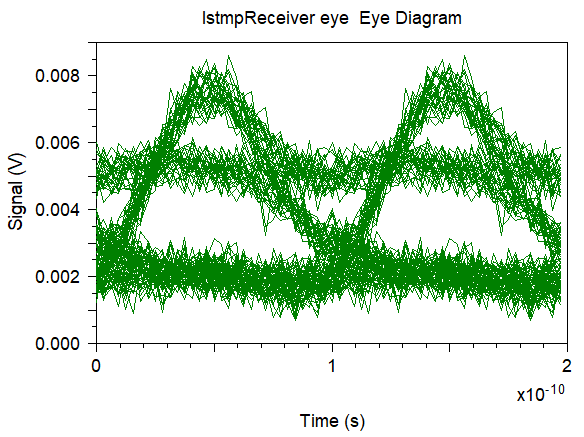 lstmpReceiver eye Eye Diagram
0.008
0.006
0.004
0.002
0.000
Signal (V)
0
1
2
x10-10
Time (s)